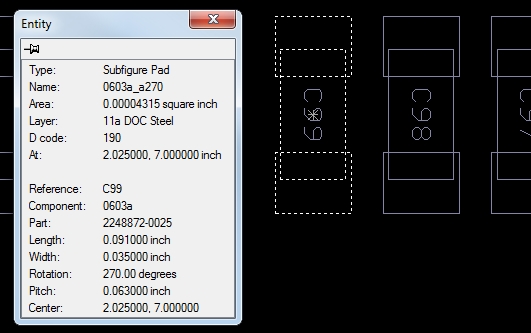 Entity
Type: Subfigure Pad
Name: 0603a_a270
Area: 0.00004315 square inch
Layer: 11a DOC Steel
D code: 190
At: 2.025000, 7.000000 inch
Reference: C99
Component: 0603a
Part: 2248872-0025
Length: 0.091000 inch
Width: 0.035000 inch
Rotation: 270.00 degrees
Pitch: 0.063000 inch
Center: 2.025000, 7.000000
C99
C98